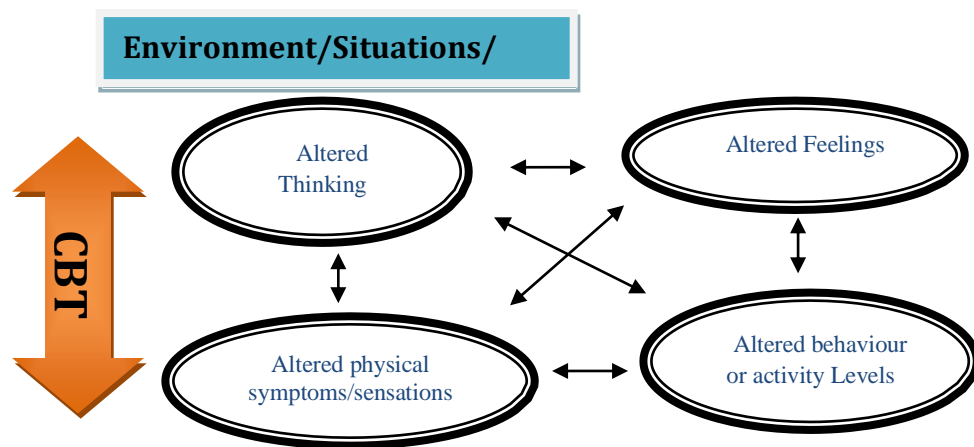 Environment/Situations/
Altered
Thinking
Altered Feelings
CBT
Altered physical
symptoms/sensations
Altered behaviour
or activity Levels